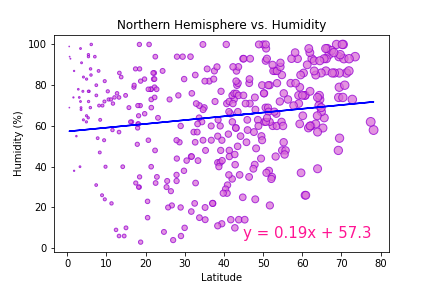 Northern Hemisphere vs. Humidity
100
80
60
40
20
0
Humidity (%)
y = 0.19x + 57.3
0 10 20 30 40 50 60 70 80
Latitude